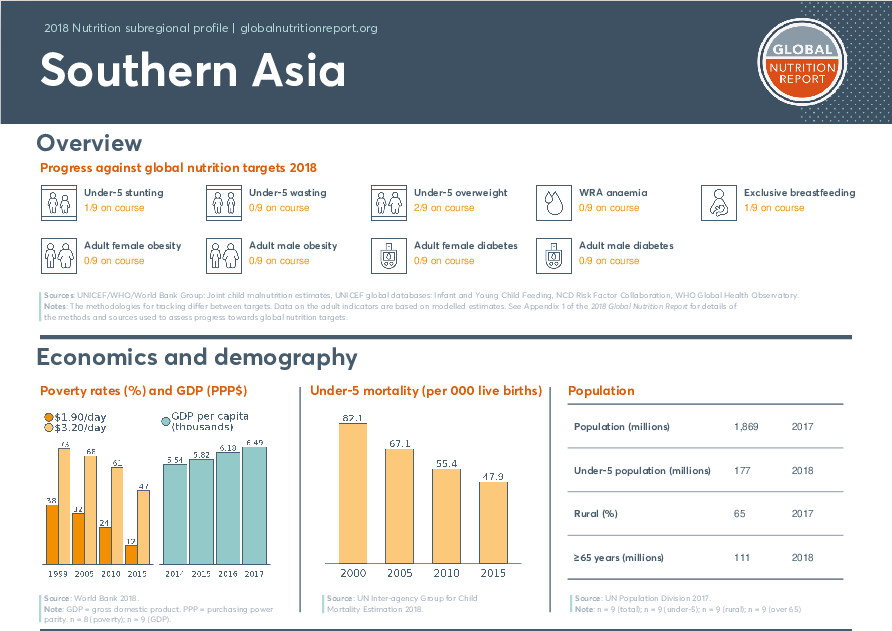 2018 Nutrition subregional profile | globalnutritionreport.org
Southern Asia
GLOBAL
NUTRITION
REPORT
Overview
Progress against global nutrition targets 2018
Under-5 stunting
1/9 on course
Under-5 wasting
0/9 on course
Under-5 overweight
2/9 on course
WRA anaemia
0/9 on course
Exclusive breastfeeding
1/9 on course
Adult female obesity
0/9 on course
Adult male obesity
0/9 on course
Adult female diabetes
0/9 on course
Adult male diabetes
0/9 on course
Sources: UNICEF/WHO/World Bank Group: Joint child malnutrition estimates, UNICEF global databases: Infant and Young Child Feeding, NCD Risk Factor Collaboration, WHO Global Health Observatory.
Notes: The methodologies for tracking differ between targets. Data on the adult indicators are based on modelled estimates. See Appendix 1 of the 2018 Global Nutrition Report for details of
the methods and sources used to assess progress towards global nutrition targets.
Economics and demography
Poverty rates (%) and GDP (PPP$)
$1.90/day
$3.20/day
GDP per capita
(thousands)
38 73 32 68 24 61 12 47
1999 2005 2010 2015
5.54 5.82 6.18 6.49
2014 2015 2016 2017
Source: World Bank 2018.
Note: GDP = gross domestic product. PPP = purchasing power
parity. n = 8 (poverty); n = 9 (GDP).
Under-5 mortality (per 000 live births)
82.1 67.1 55.4 47.9
2000 2005 2010 2015
Source: UN Inter-agency Group for Child
Mortality Estimation 2018.
Population
Population (millions) 1,869 2017
Under-5 population (millions) 177 2018
Rural (%) 65 2017
≥65 years (millions) 111 2018
Source: UN Population Division 2017.
Note: n = 9 (total); n = 9 (under-5); n = 9 (rural); n = 9 (over 65).